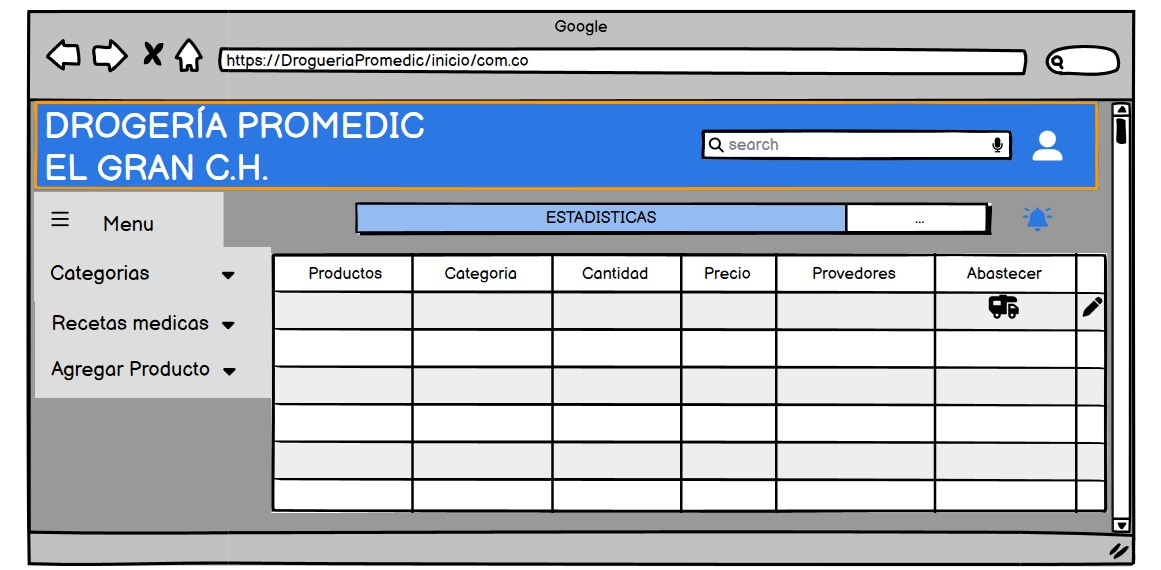 Google
https://DrogueriaPromedic/inicio/com.co
DROGERÍA PROMEDIC
EL GRAN C.H.
search
Menu
ESTADISTICAS
...
Categorias
Recetas medicas
Agregar Producto
Productos Categoria Cantidad Precio Provedores Abastecer